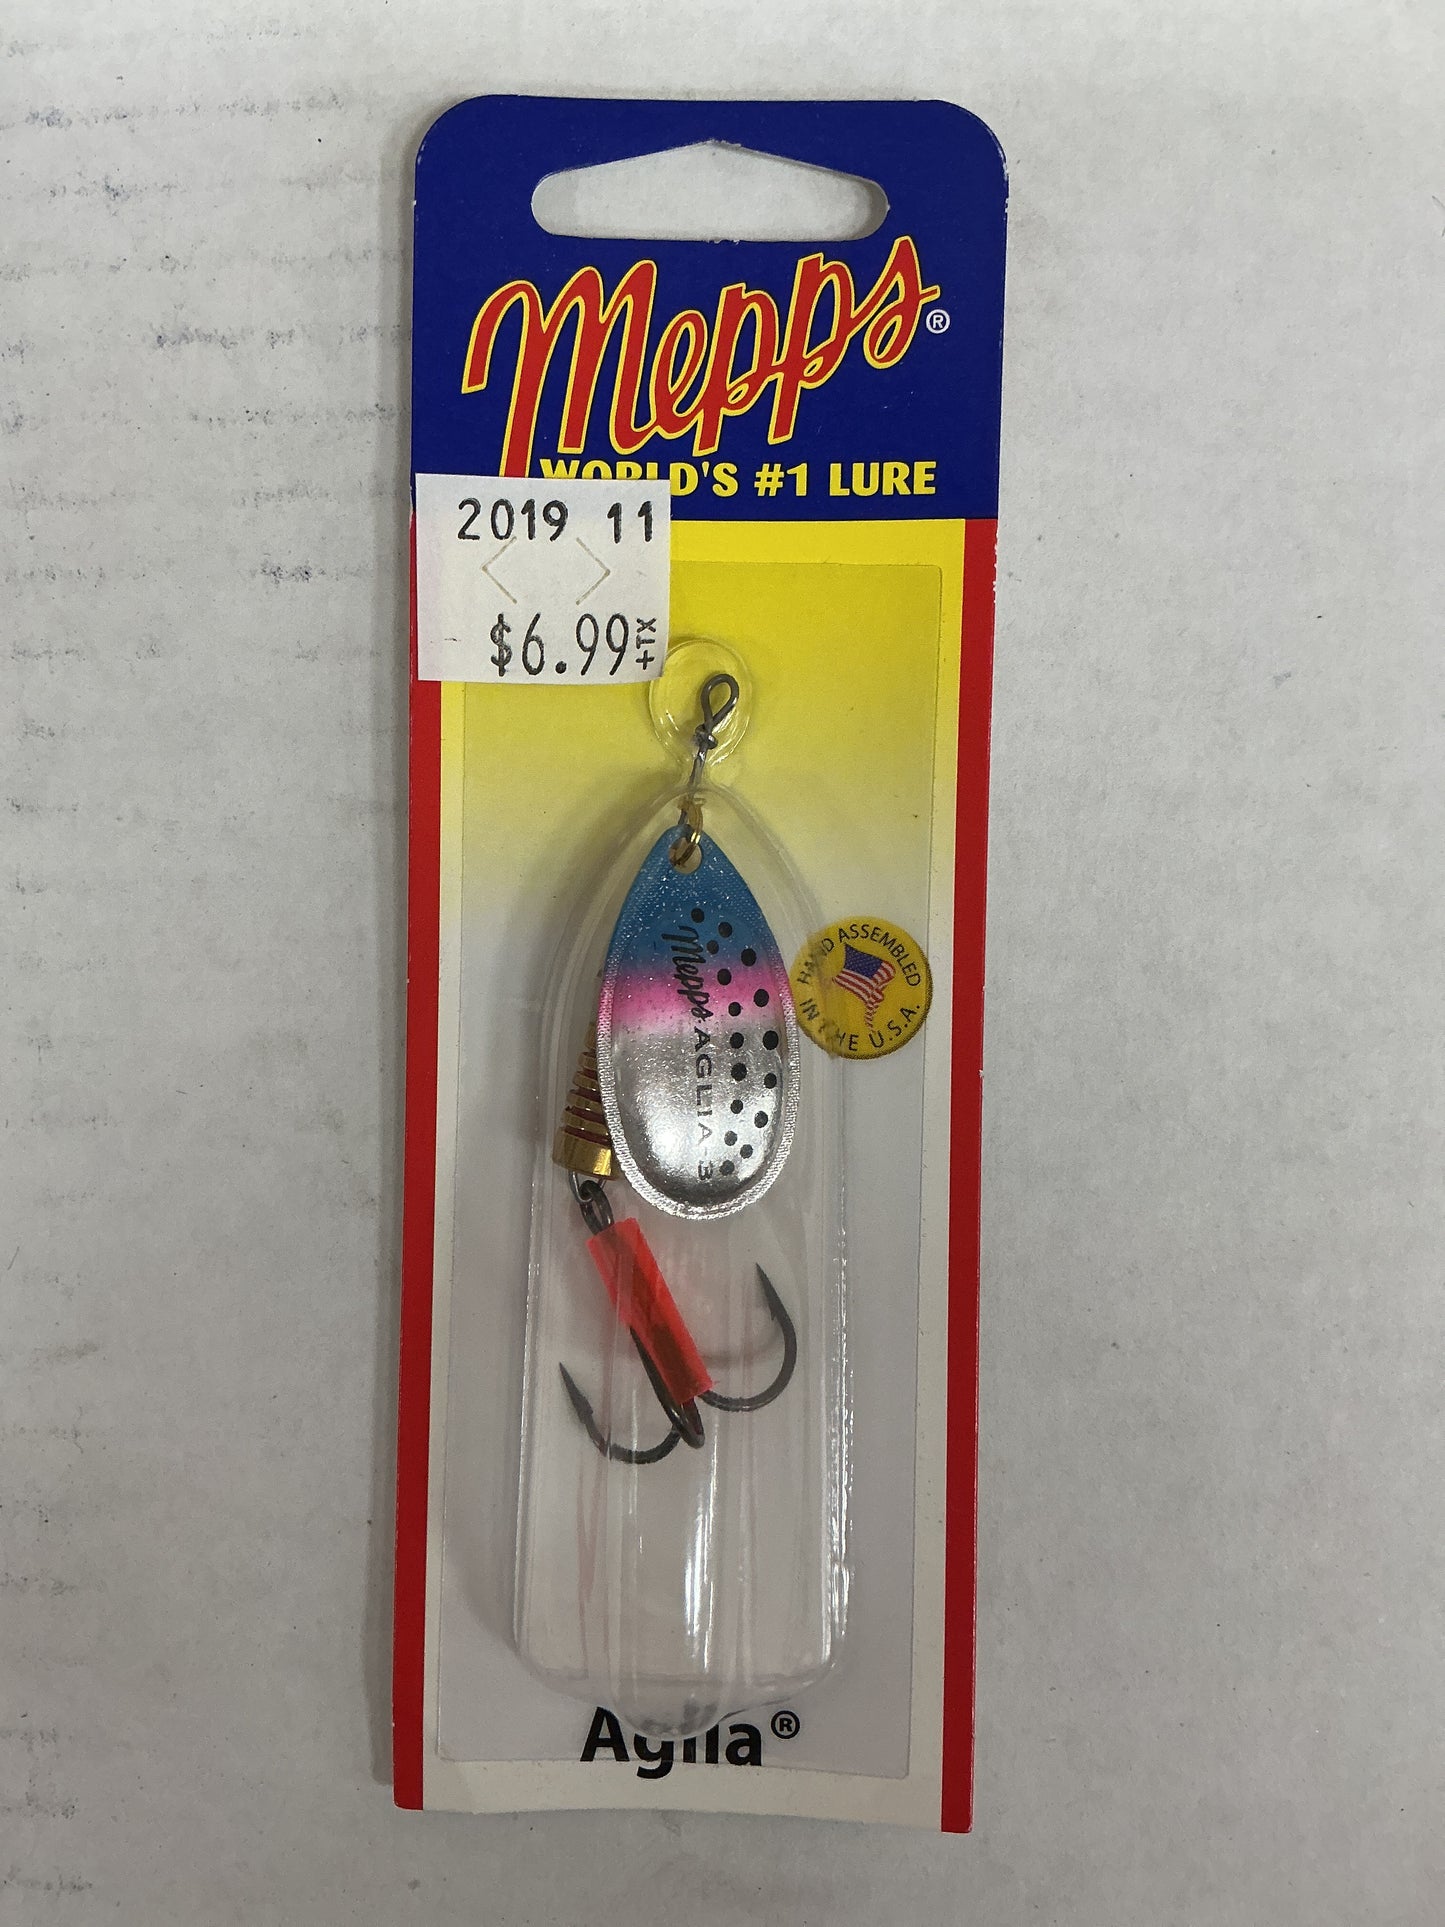 Mepps®
WORLD'S #1 LURE
2019 11
$6.99+TX
HAND ASSEMBLED
IN THE U.S.A.
Mepps® AGLIA-3
Aglia®